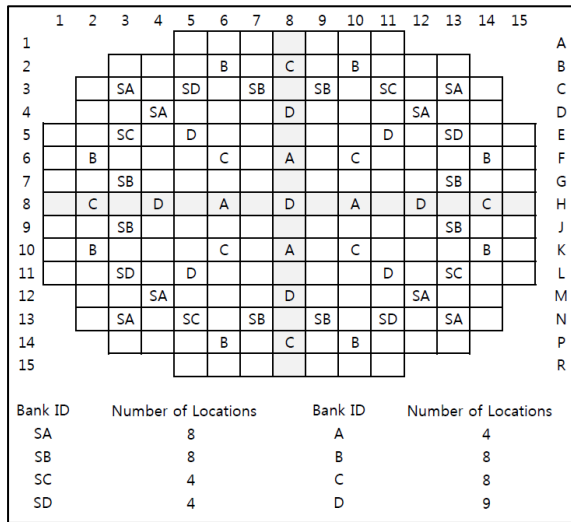 1 2 3 4 5 6 7 8 9 10 11 12 13 14 15
1 A
2 B C B B
3 SA SD SB SB SC SA C
4 SA D SA D
5 SC D D SD E
6 B C A C B F
7 SB SB G
8 C D A D A D C H
9 SB SB J
10 B C A C B K
11 SD D D SC L
12 SA D SA M
13 SA SC SB SB SD SA N
14 B C B P
15 R
Bank ID Number of Locations Bank ID Number of Locations
SA 8 A 4
SB 8 B 8
SC 4 C 8
SD 4 D 9